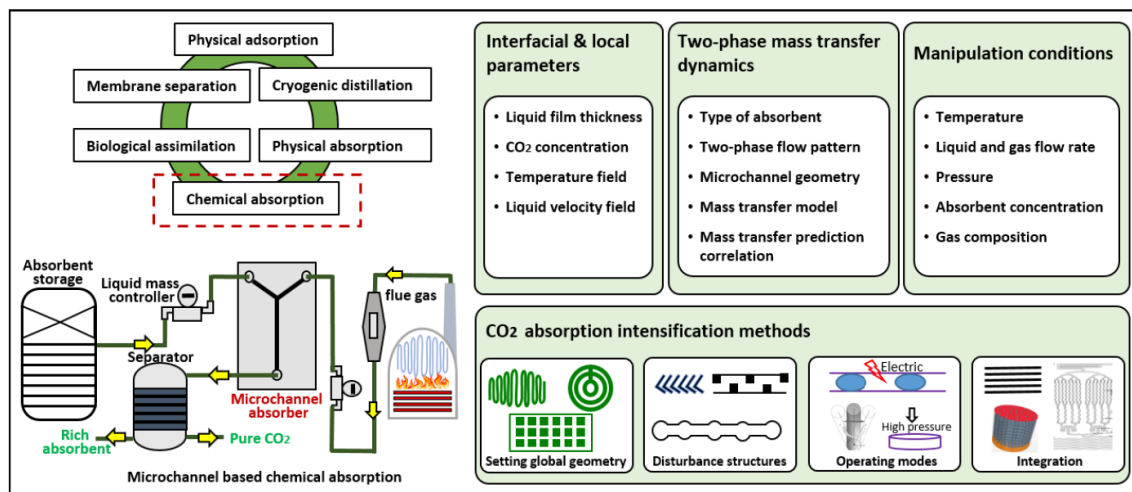 Physical adsorption
Membrane separation
Cryogenic distillation
Biological assimilation
Physical absorption
Chemical absorption
Absorbent
storage
Liquid mass
controller
flue gas
Separator
Microchannel
absorber
Rich
absorbent
Pure CO2
Microchannel based chemical absorption
Interfacial & local
parameters
• Liquid film thickness
• CO2 concentration
• Temperature field
• Liquid velocity field
Two-phase mass transfer
dynamics
• Type of absorbent
• Two-phase flow pattern
• Microchannel geometry
• Mass transfer model
• Mass transfer prediction
correlation
Manipulation conditions
• Temperature
• Liquid and gas flow rate
• Pressure
• Absorbent concentration
• Gas composition
CO2 absorption intensification methods
Setting global geometry
Disturbance structures
Electric
High pressure
Operating modes
Integration